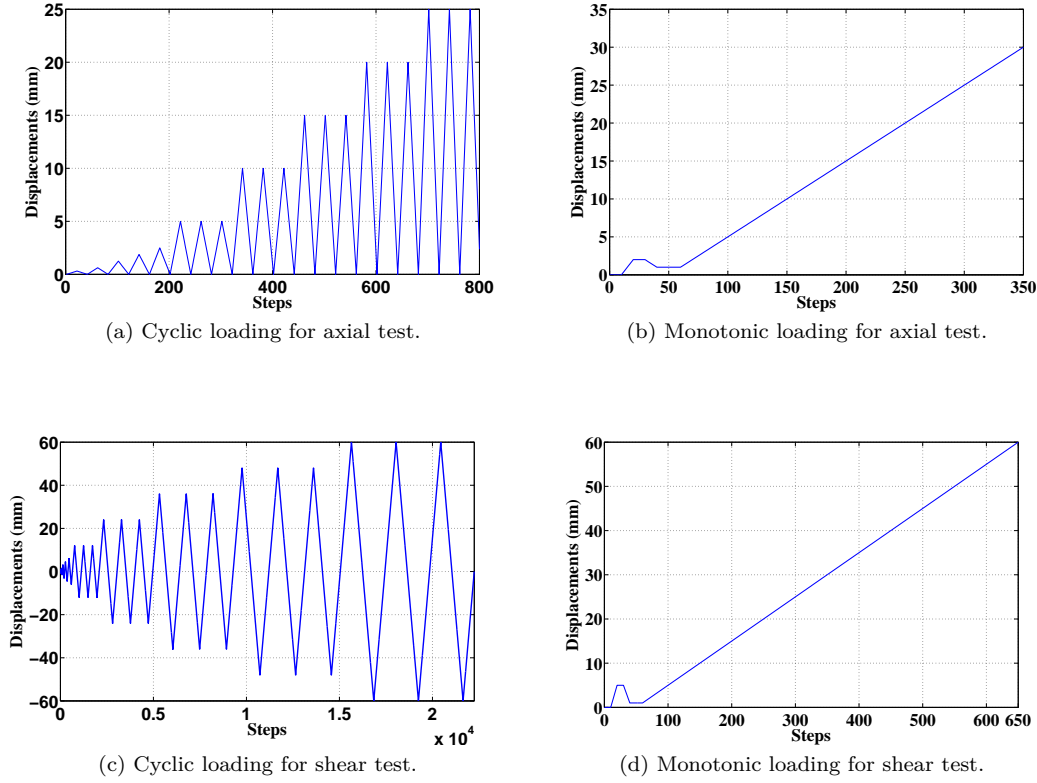 25
20
15
10
5
0
Displacements (mm)
0 200 400 600 800
Steps
(a) Cyclic loading for axial test.
35
30
25
20
15
10
5
0
Displacements (mm)
0 50 100 150 200 250 300 350
Steps
(b) Monotonic loading for axial test.
60
40
20
0
−20
−40
−60
Displacements (mm)
0 0.5 1 1.5 2
Steps
x 10^4
(c) Cyclic loading for shear test.
60
50
40
30
20
10
0
Displacements (mm)
0 100 200 300 400 500 600 650
Steps
(d) Monotonic loading for shear test.